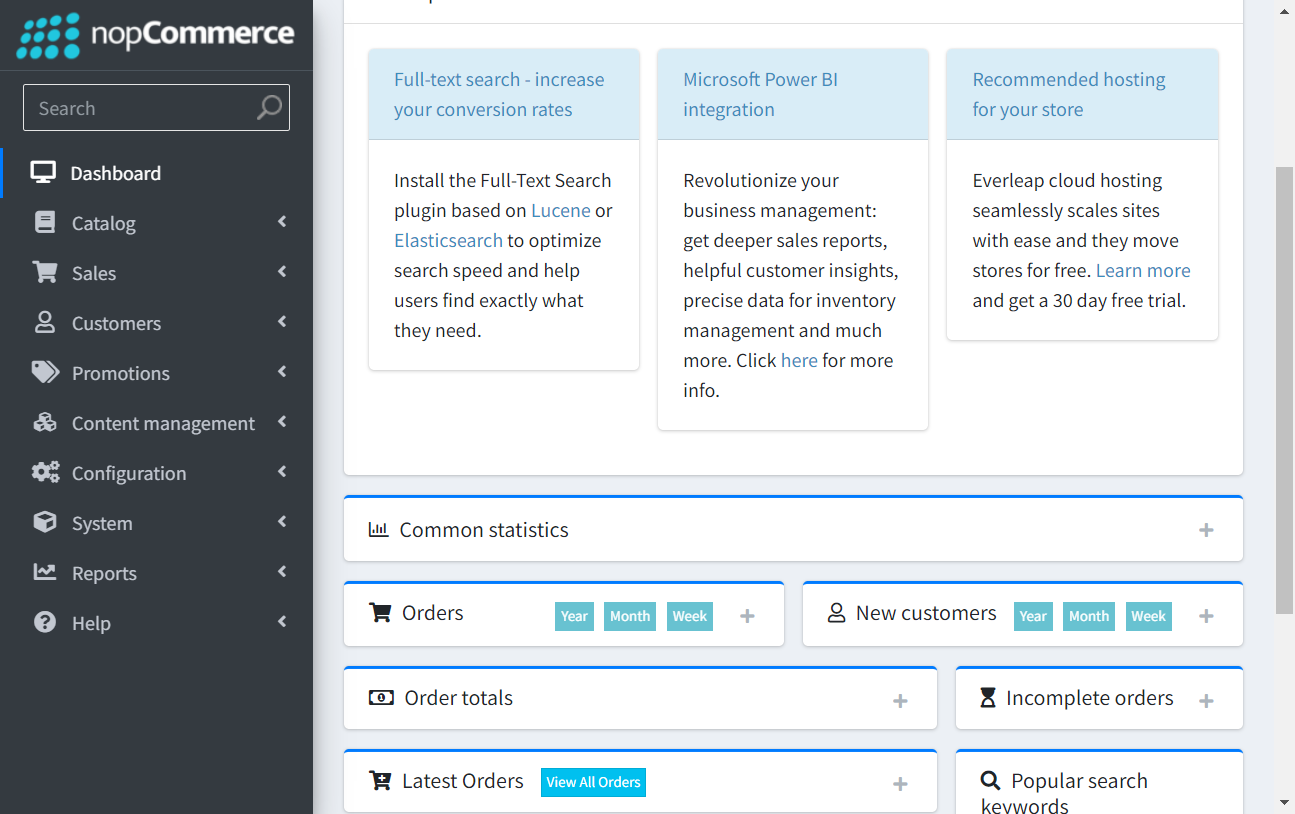 nopCommerce
Search
Dashboard
Catalog
Sales
Customers
Promotions
Content management
Configuration
System
Reports
Help
Full-text search - increase
your conversion rates
Install the Full-Text Search
plugin based on Lucene or
Elasticsearch to optimize
search speed and help
users find exactly what
they need.
Microsoft Power BI
integration
Revolutionize your
business management:
get deeper sales reports,
helpful customer insights,
precise data for inventory
management and much
more. Click here for more
info.
Recommended hosting
for your store
Everleap cloud hosting
seamlessly scales sites
with ease and they move
stores for free. Learn more
and get a 30 day free trial.
Common statistics
Orders Year Month Week
New customers Year Month Week
Order totals
Incomplete orders
Latest Orders View All Orders
Popular search
keywords